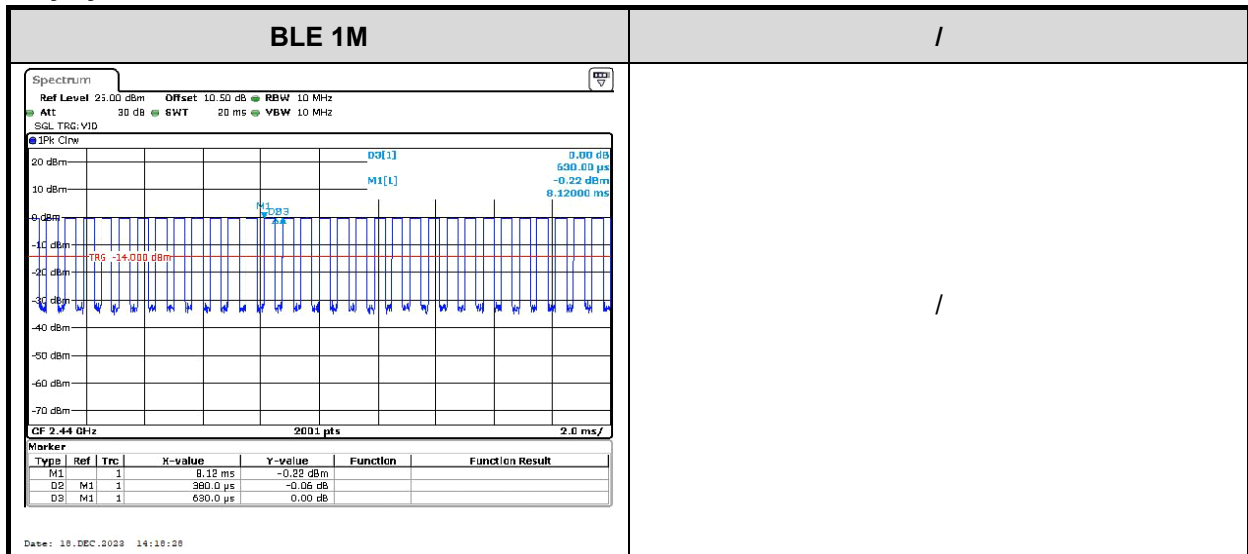 BLE 1M /
Spectrum
Ref Level 25.00 dBm Offset 10.50 dB RBW 10 MHz
Att 30 dB SWT 20 ms VBW 10 MHz
SGL TRG:VID
1Pk Clrw
D3[1] 0.00 dB
630.00 µs
M1[1] -0.22 dBm
8.12000 ms
20 dBm
10 dBm
M1
D2 D3
0 dBm
-10 dBm
TRG -14.000 dBm
-20 dBm
-30 dBm
-40 dBm
-50 dBm
-60 dBm
-70 dBm
CF 2.44 GHz 2001 pts 2.0 ms/
Marker
Type Ref Trc X-value Y-value Function Function Result
M1 1 8.12 ms -0.22 dBm
D2 M1 1 380.0 µs -0.06 dB
D3 M1 1 630.0 µs 0.00 dB
/
Date: 18.DEC.2023 14:18:28